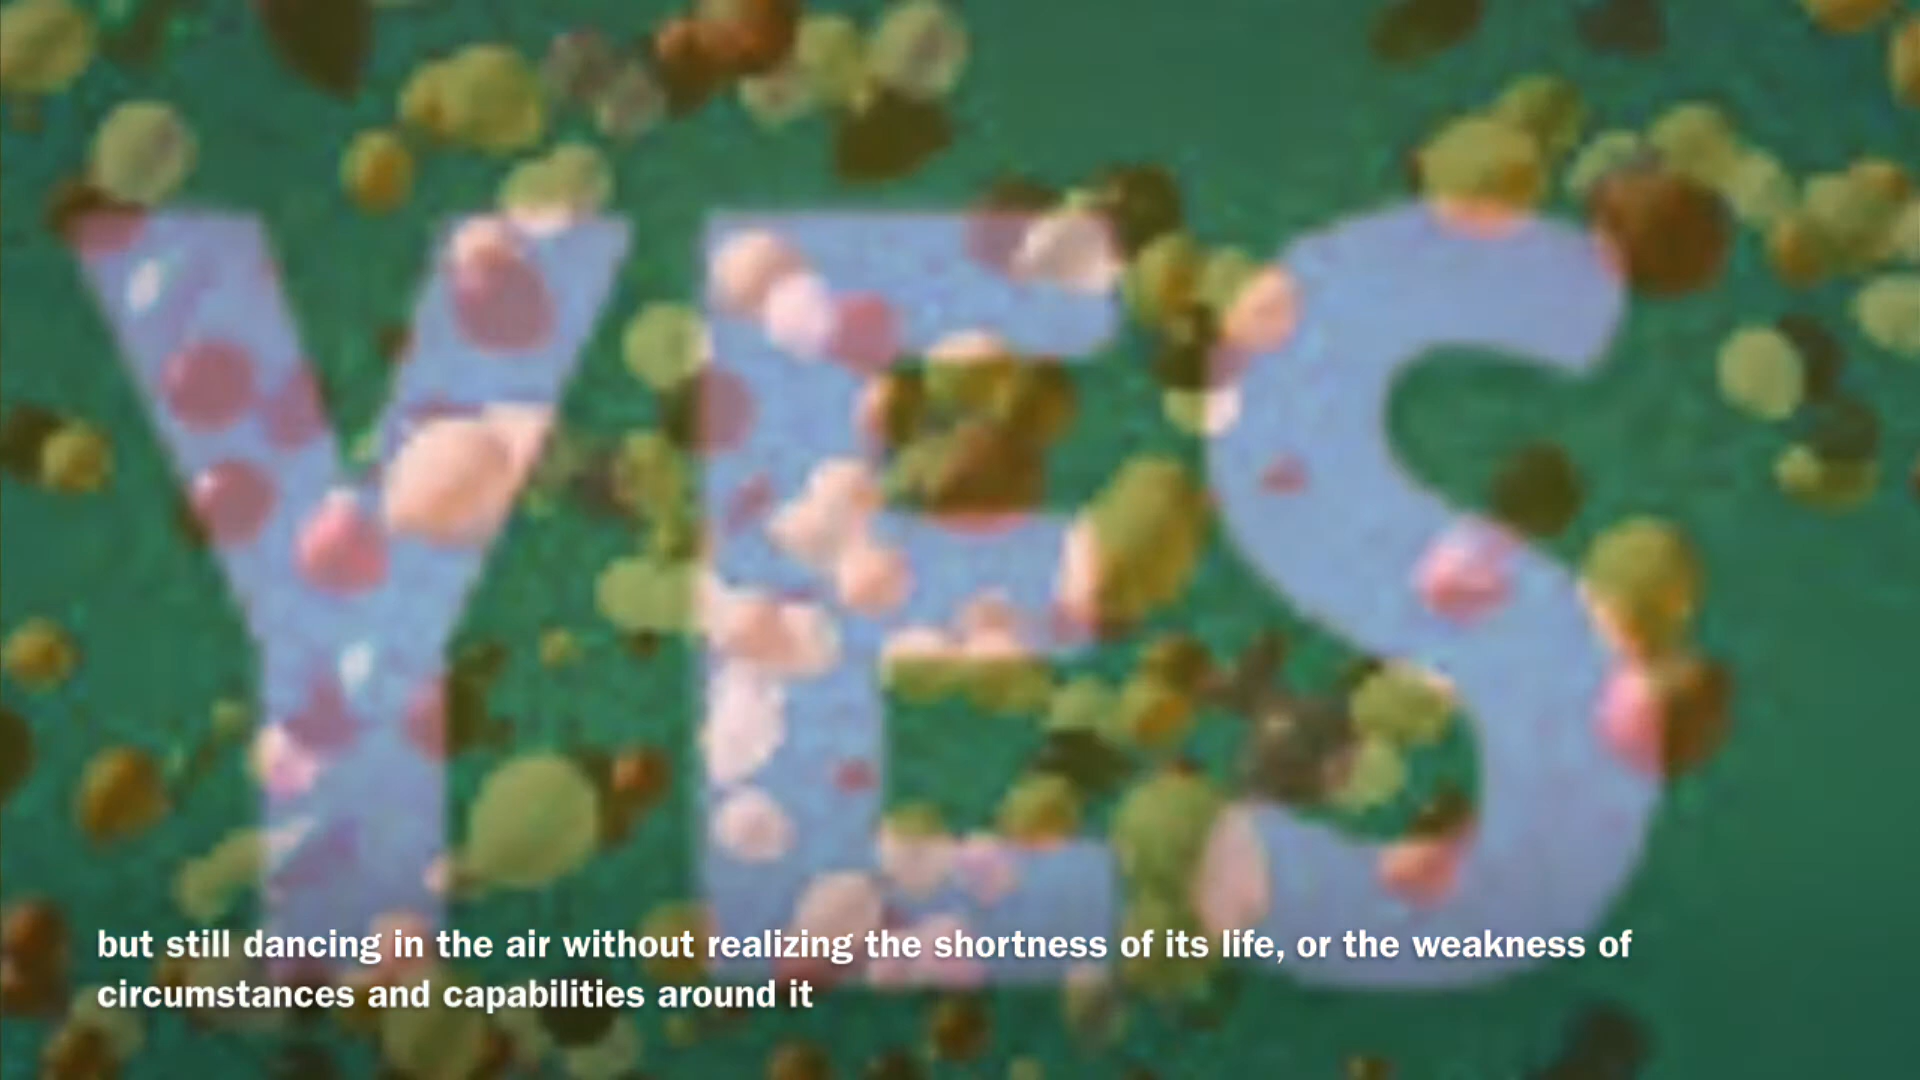 YES
but still dancing in the air without realizing the shortness of its life, or the weakness of
circumstances and capabilities around it